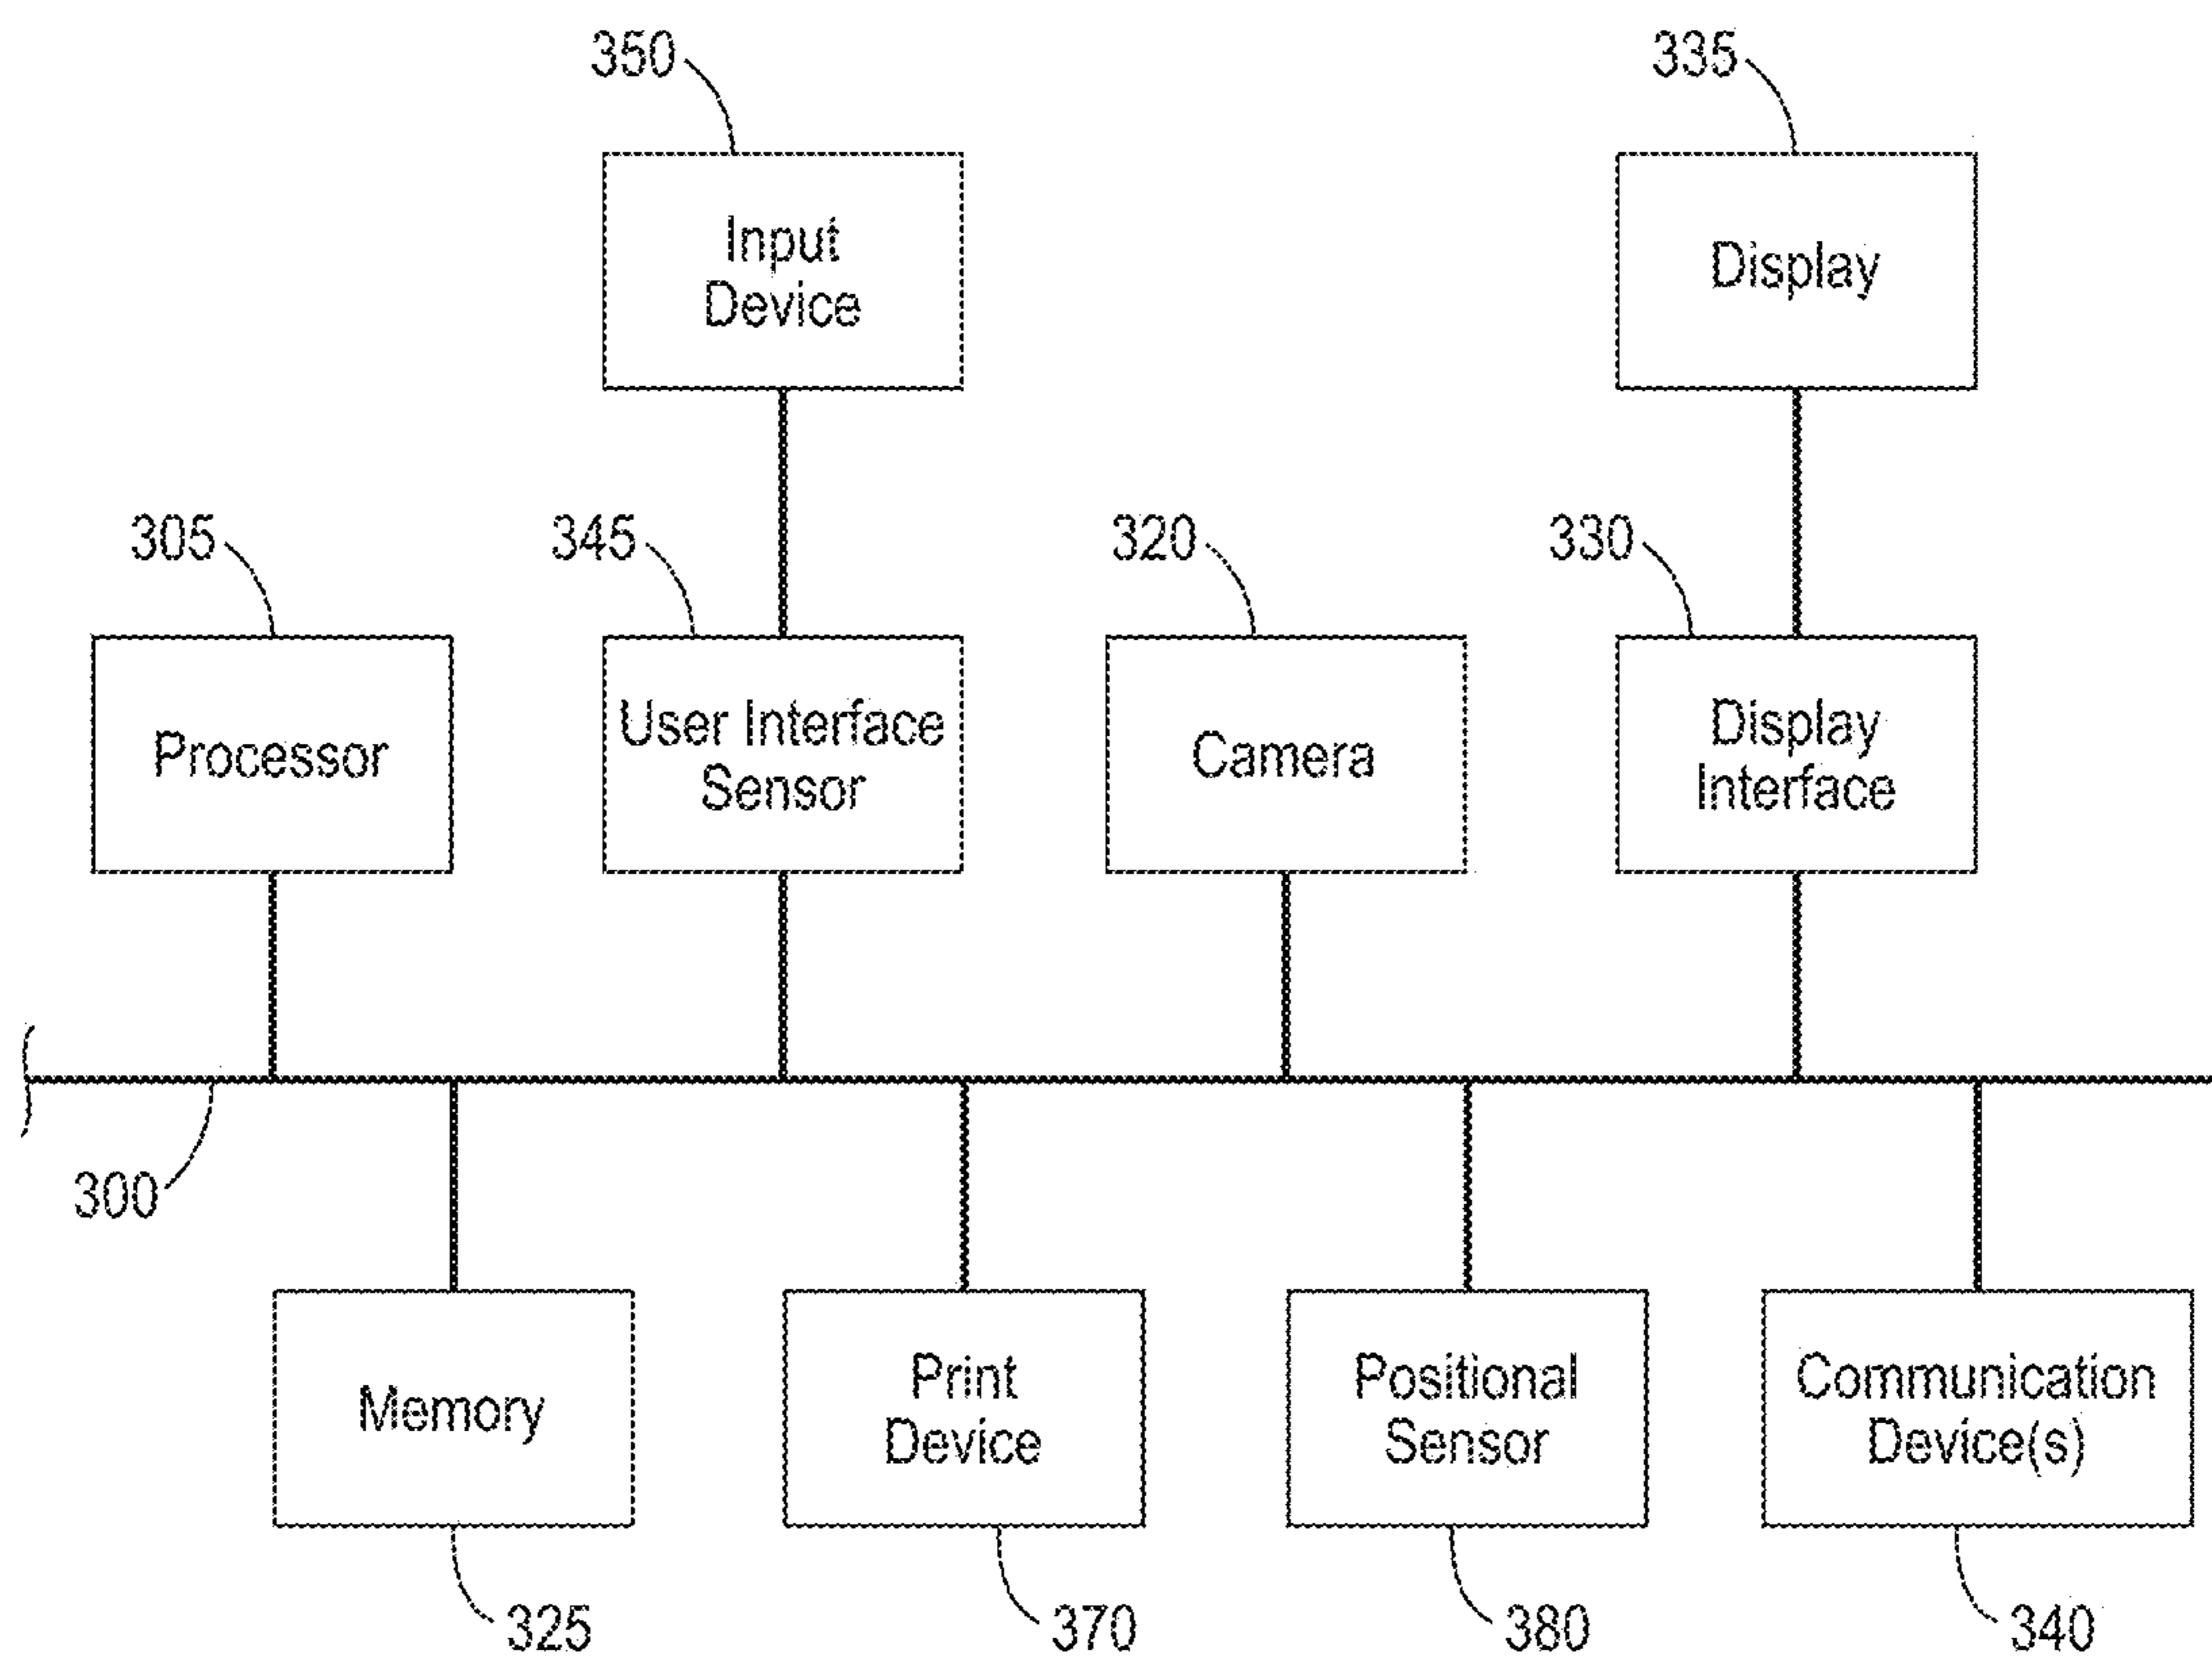 350
335
Input
Device
Display
305
345
320
330
Processor
User Interface
Sensor
Camera
Display
Interface
300
Memory
Print
Device
Positional
Sensor
Communication
Device(s)
325
370
380
340